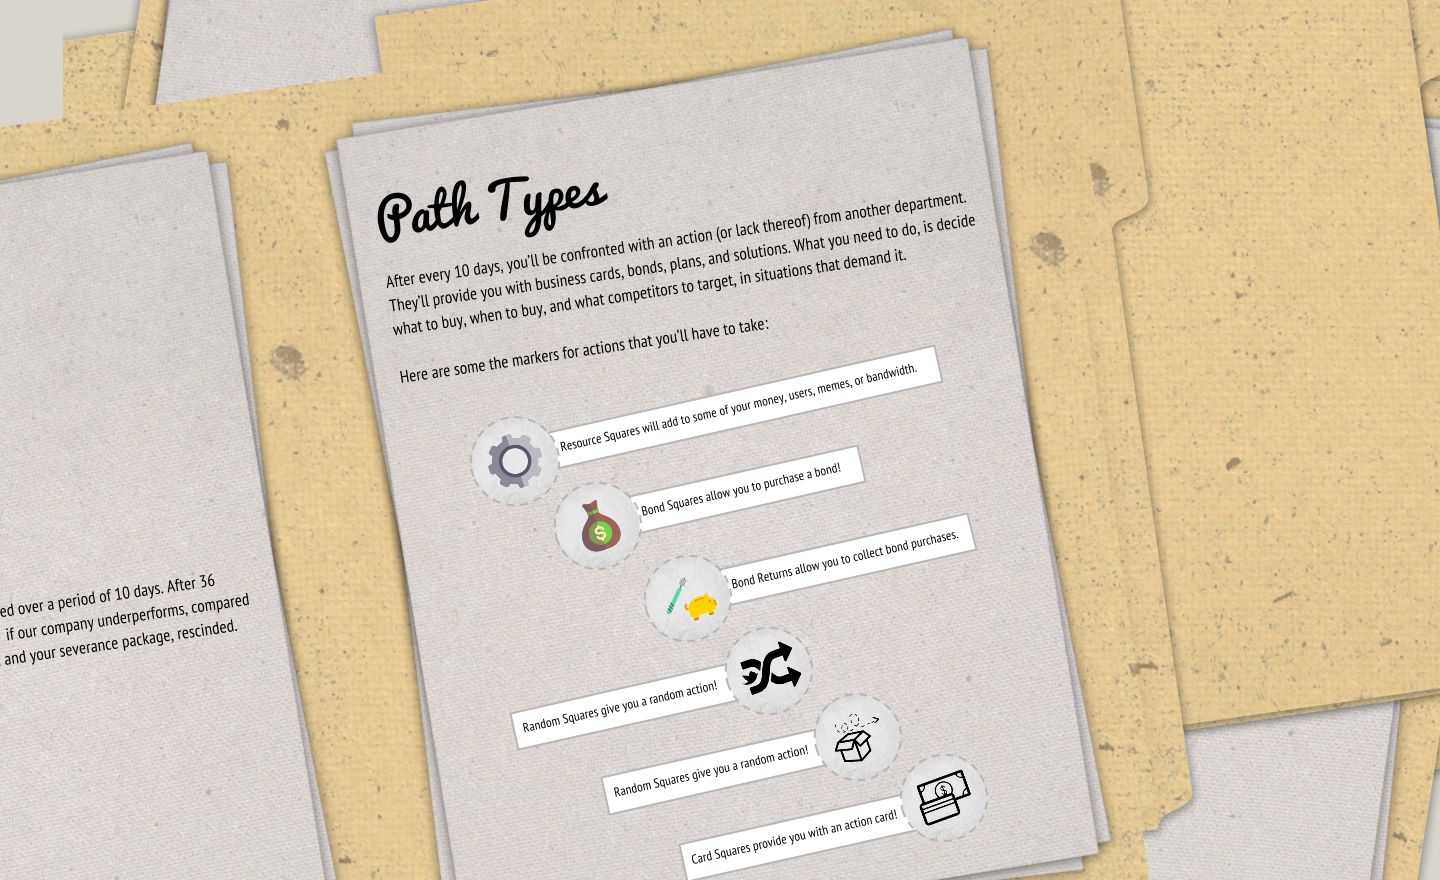 Path Types
After every 10 days, you'll be confronted with an action (or lack thereof) from another department.
They'll provide you with business cards, bonds, plans, and solutions. What you need to do, is decide
what to buy, when to buy, and what competitors to target, in situations that demand it.
Here are some the markers for actions that you'll have to take:
Resource Squares will add to some of your money, users, memes, or bandwidth.
Bond Squares allow you to purchase a bond!
Bond Returns allow you to collect bond purchases.
Random Squares give you a random action!
Random Squares give you a random action!
Card Squares provide you with an action card!
ed over a period of 10 days. After 36
if our company underperforms, compared
and your severance package, rescinded.